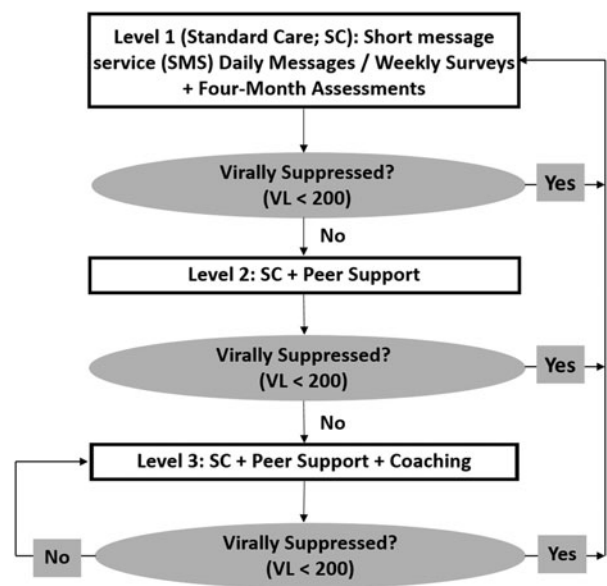 Level 1 (Standard Care; SC): Short message
service (SMS) Daily Messages / Weekly Surveys
+ Four-Month Assessments
Virally Suppressed?
(VL < 200)
Yes
No
Level 2: SC + Peer Support
Virally Suppressed?
(VL < 200)
Yes
No
Level 3: SC + Peer Support + Coaching
No
Virally Suppressed?
(VL < 200)
Yes